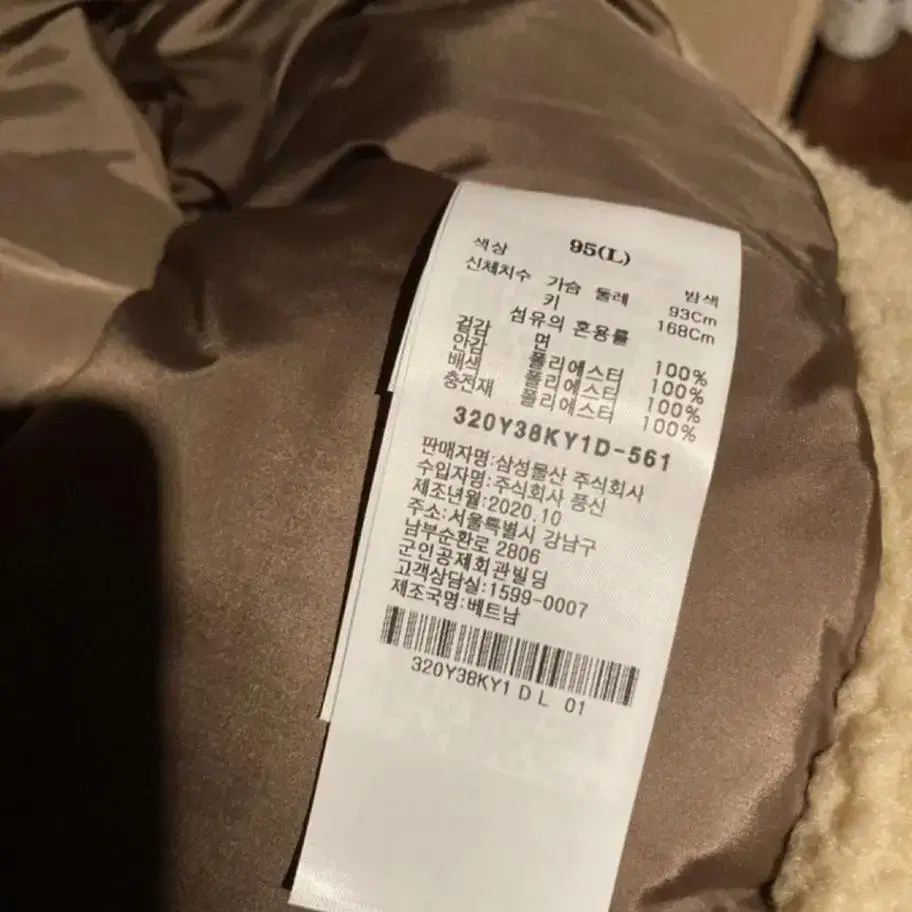 95(L)
색상 밤색
신체치수 가슴 둘레 93Cm
키 168Cm
섬유의 혼용률
겉감 면 100%
안감 폴리에스터 100%
배색 폴리에스터 100%
충전재 폴리에스터 100%
320Y38KY1D-561
판매자명:삼성물산 주식회사
수입자명:주식회사 풍신
제조년월:2020.10
주소:서울특별시 강남구
남부순환로 2806
군인공제회관빌딩
고객상담실:1599-0007
제조국명:베트남
320Y38KY1 D L 01